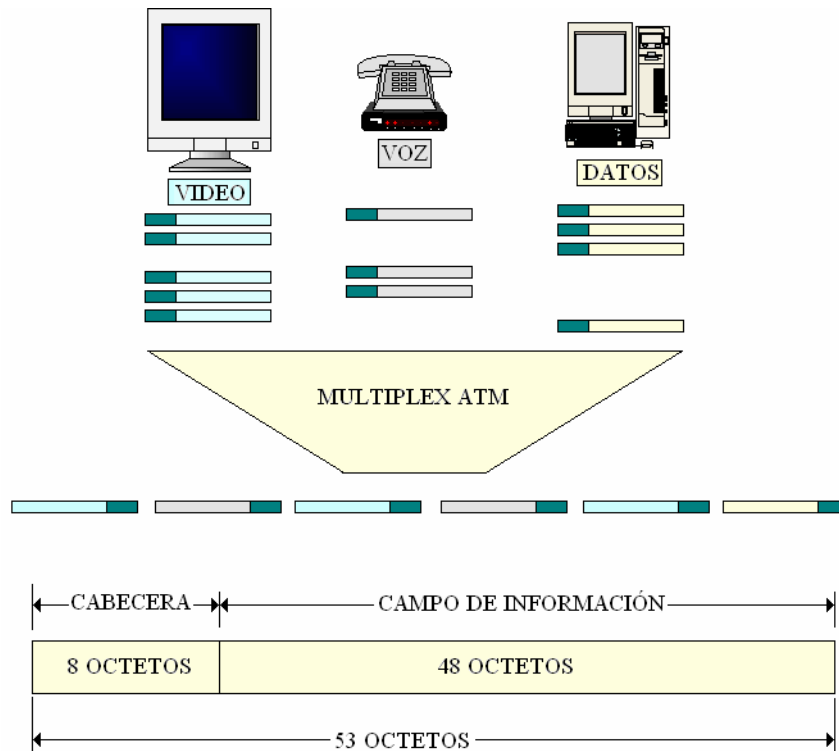 VIDEO
VOZ
DATOS
MULTIPLEX ATM
CABECERA
CAMPO DE INFORMACIÓN
8 OCTETOS
48 OCTETOS
53 OCTETOS